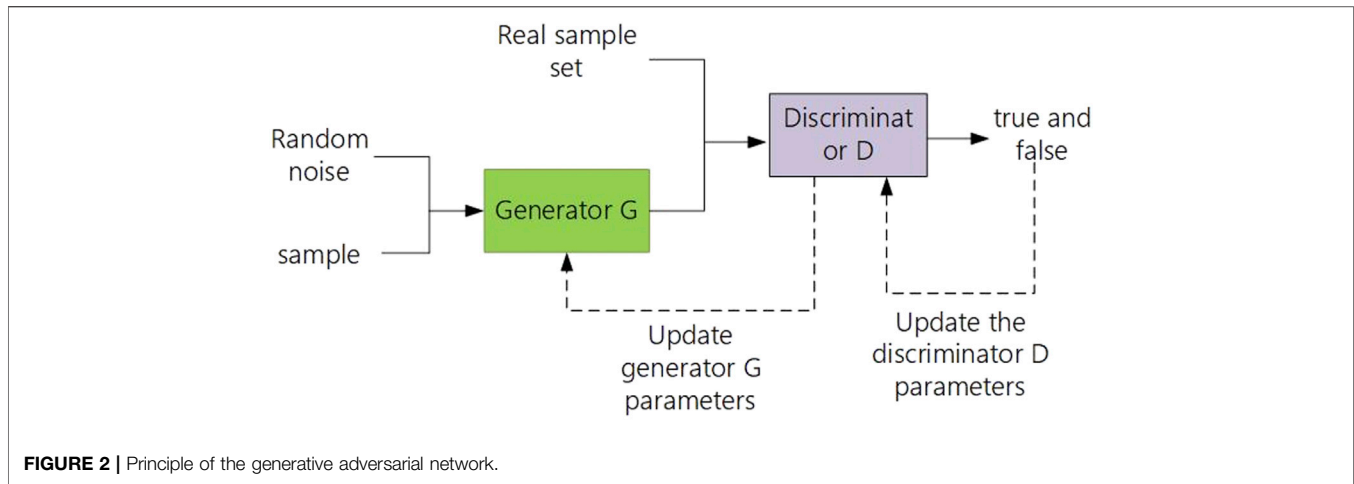 Real sample
set
Random
noise
sample
Generator G
Discriminat
or D
true and
false
Update
generator G
parameters
Update the
discriminator D
parameters
FIGURE 2 | Principle of the generative adversarial network.